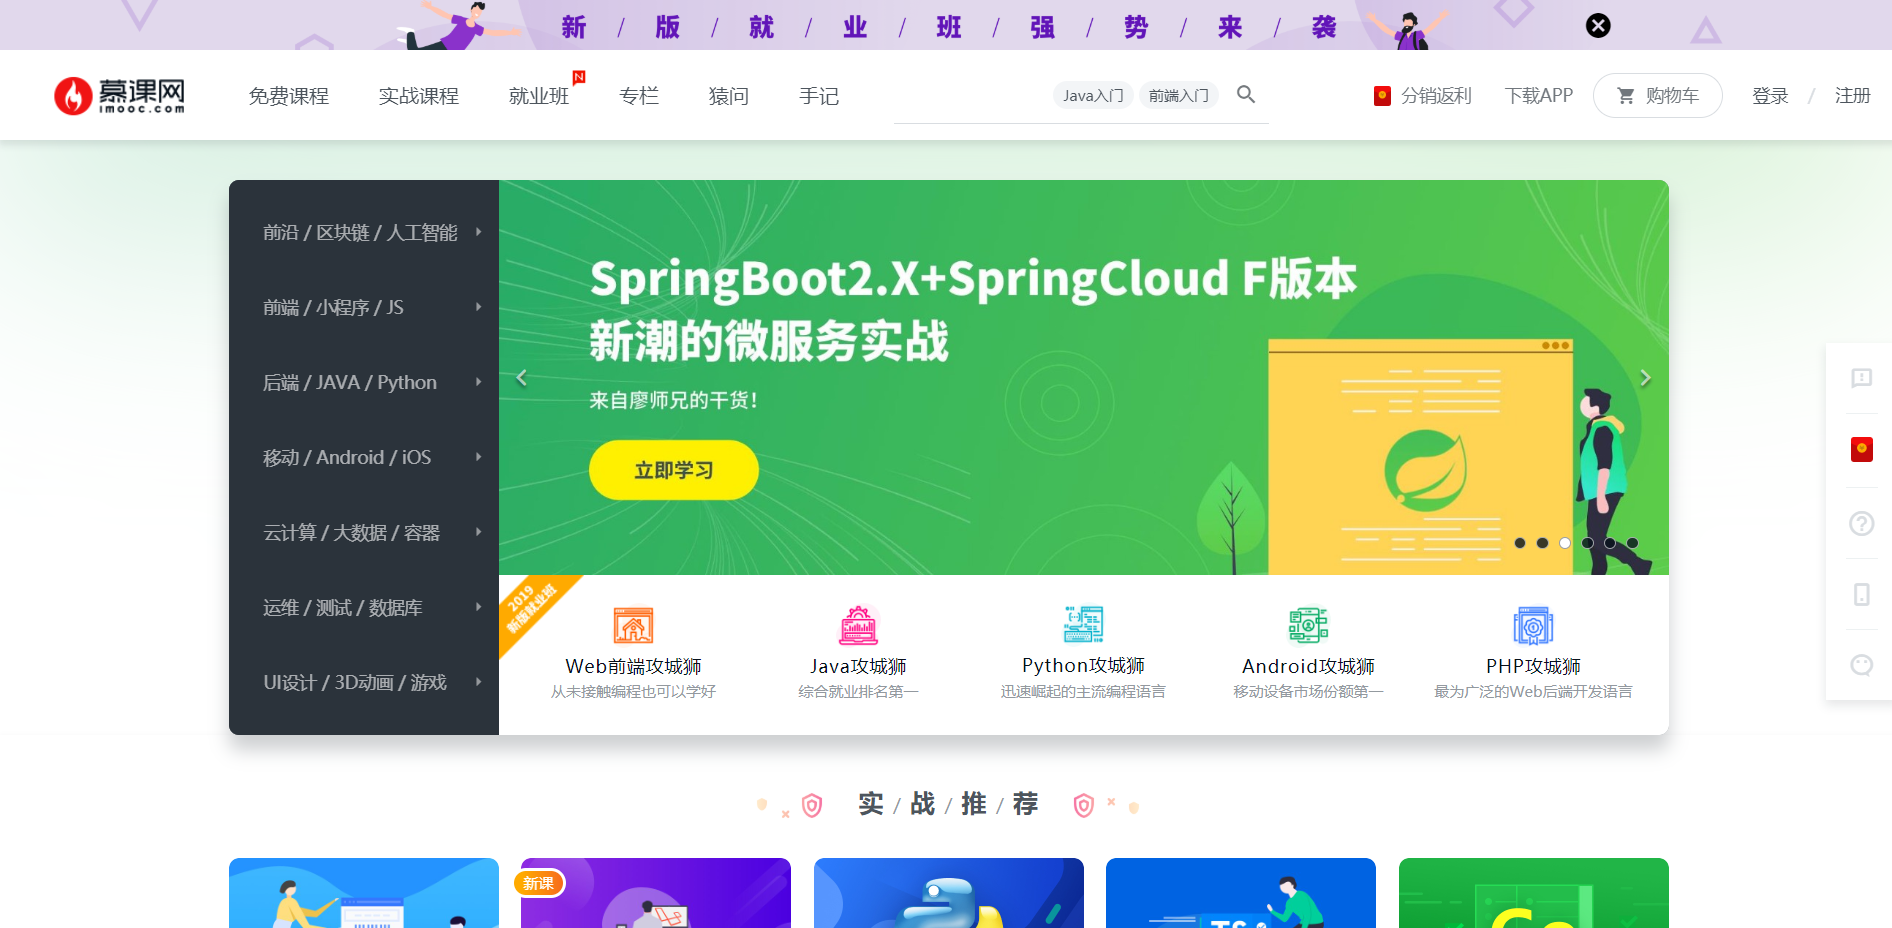 新 / 版 / 就 / 业 / 班 / 强 / 势 / 来 / 袭
慕课网
imooc.com
免费课程
实战课程
就业班
N
专栏
猿问
手记
Java入门
前端入门
分销返利
下载APP
购物车
登录 / 注册
前沿 / 区块链 / 人工智能
前端 / 小程序 / JS
后端 / JAVA / Python
移动 / Android / iOS
云计算 / 大数据 / 容器
运维 / 测试 / 数据库
UI设计 / 3D动画 / 游戏
SpringBoot2.X+SpringCloud F版本
新潮的微服务实战
来自廖师兄的干货！
立即学习
2019
新版就业班
Web前端攻城狮
从未接触编程也可以学好
Java攻城狮
综合就业排名第一
Python攻城狮
迅速崛起的主流编程语言
Android攻城狮
移动设备市场份额第一
PHP攻城狮
最为广泛的Web后端开发语言
实 / 战 / 推 / 荐
新课
TS
Go